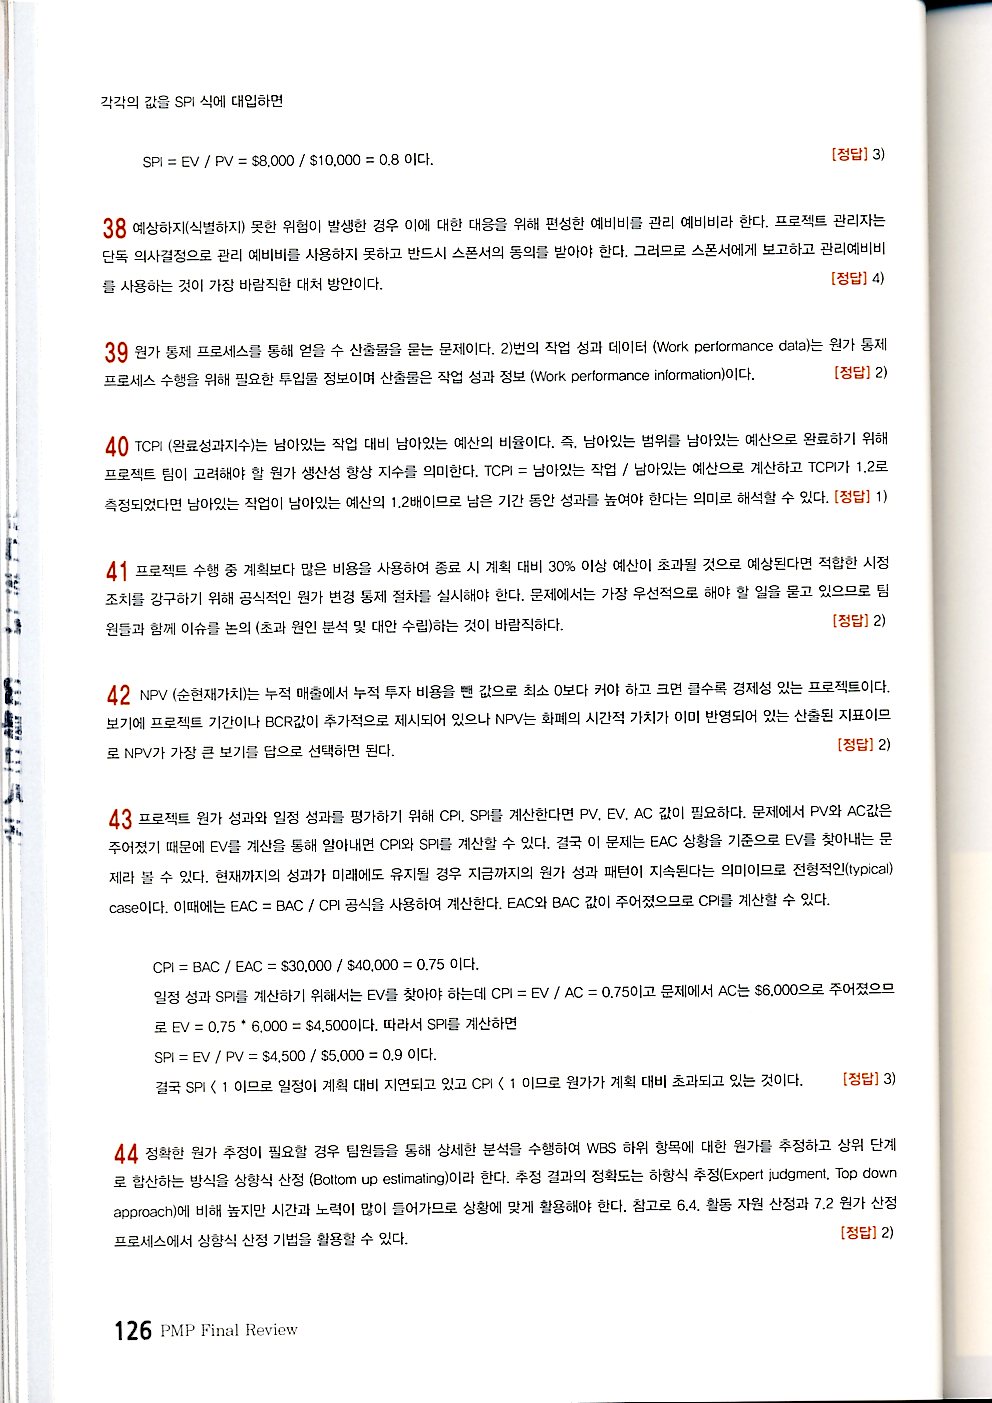 각각의 값을 SPI 식에 대입하면
SPI = EV / PV = $8,000 / $10,000 = 0.8 이다. [정답] 3)
38 예상하지(식별하지) 못한 위험이 발생한 경우 이에 대한 대응을 위해 편성한 예비비를 관리 예비비라 한다. 프로젝트 관리자는
단독 의사결정으로 관리 예비비를 사용하지 못하고 반드시 스폰서의 동의를 받아야 한다. 그러므로 스폰서에게 보고하고 관리예비비
를 사용하는 것이 가장 바람직한 대처 방안이다. [정답] 4)
39 원가 통제 프로세스를 통해 얻을 수 산출물을 묻는 문제이다. 2)번의 작업 성과 데이터 (Work performance data)는 원가 통제
프로세스 수행을 위해 필요한 투입물 정보이며 산출물은 작업 성과 정보 (Work performance information)이다. [정답] 2)
40 TCPI (완료성과지수)는 남아있는 작업 대비 남아있는 예산의 비율이다. 즉, 남아있는 범위를 남아있는 예산으로 완료하기 위해
프로젝트 팀이 고려해야 할 원가 생산성 향상 지수를 의미한다. TCPI = 남아있는 작업 / 남아있는 예산으로 계산하고 TCPI가 1.2로
측정되었다면 남아있는 작업이 남아있는 예산의 1.2배이므로 남은 기간 동안 성과를 높여야 한다는 의미로 해석할 수 있다. [정답] 1)
41 프로젝트 수행 중 계획보다 많은 비용을 사용하여 종료 시 계획 대비 30% 이상 예산이 초과될 것으로 예상된다면 적합한 시정
조치를 강구하기 위해 공식적인 원가 변경 통제 절차를 실시해야 한다. 문제에서는 가장 우선적으로 해야 할 일을 묻고 있으므로 팀
원들과 함께 이슈를 논의 (초과 원인 분석 및 대안 수립)하는 것이 바람직하다. [정답] 2)
42 NPV (순현재가치)는 누적 매출에서 누적 투자 비용을 뺀 값으로 최소 0보다 커야 하고 크면 클수록 경제성 있는 프로젝트이다.
보기에 프로젝트 기간이나 BCR값이 추가적으로 제시되어 있으나 NPV는 화폐의 시간적 가치가 이미 반영되어 있는 산출된 지표이므
로 NPV가 가장 큰 보기를 답으로 선택하면 된다. [정답] 2)
43 프로젝트 원가 성과와 일정 성과를 평가하기 위해 CPI, SPI를 계산한다면 PV, EV, AC 값이 필요하다. 문제에서 PV와 AC값은
주어졌기 때문에 EV를 계산을 통해 알아내면 CPI와 SPI를 계산할 수 있다. 결국 이 문제는 EAC 상황을 기준으로 EV를 찾아내는 문
제라 볼 수 있다. 현재까지의 성과가 미래에도 유지될 경우 지금까지의 원가 성과 패턴이 지속된다는 의미이므로 전형적인(typical)
case이다. 이때에는 EAC = BAC / CPI 공식을 사용하여 계산한다. EAC와 BAC 값이 주어졌으므로 CPI를 계산할 수 있다.
CPI = BAC / EAC = $30,000 / $40,000 = 0.75 이다.
일정 성과 SPI를 계산하기 위해서는 EV를 찾아야 하는데 CPI = EV / AC = 0.75이고 문제에서 AC는 $6,000으로 주어졌으므
로 EV = 0.75 * 6,000 = $4,500이다. 따라서 SPI를 계산하면
SPI = EV / PV = $4,500 / $5,000 = 0.9 이다.
결국 SPI < 1 이므로 일정이 계획 대비 지연되고 있고 CPI < 1 이므로 원가가 계획 대비 초과되고 있는 것이다. [정답] 3)
44 정확한 원가 추정이 필요할 경우 팀원들을 통해 상세한 분석을 수행하여 WBS 하위 항목에 대한 원가를 추정하고 상위 단계
로 합산하는 방식을 상향식 산정 (Bottom up estimating)이라 한다. 추정 결과의 정확도는 하향식 추정(Expert judgment, Top down
approach)에 비해 높지만 시간과 노력이 많이 들어가므로 상황에 맞게 활용해야 한다. 참고로 6.4. 활동 자원 산정과 7.2 원가 산정
프로세스에서 상향식 산정 기법을 활용할 수 있다. [정답] 2)
126 PMP Final Review